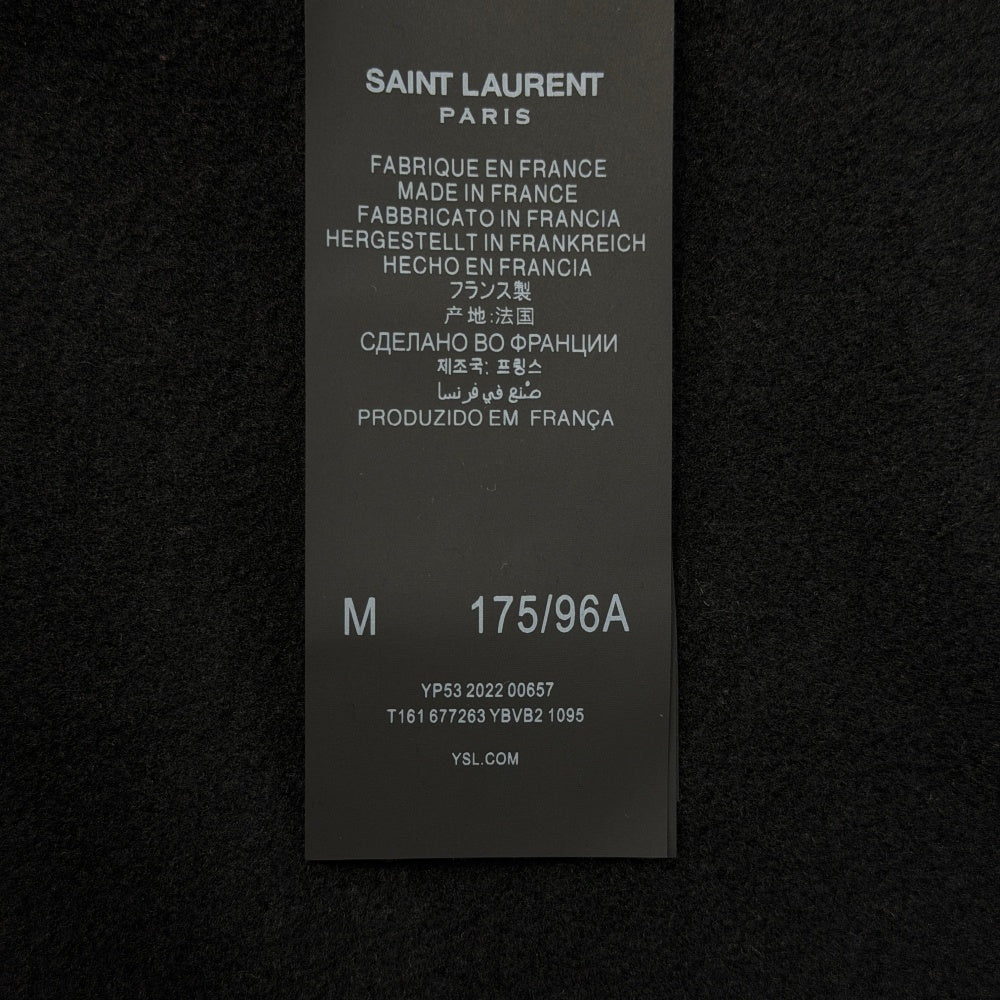 SAINT LAURENT
PARIS
FABRIQUE EN FRANCE
MADE IN FRANCE
FABBRICATO IN FRANCIA
HERGESTELLT IN FRANKREICH
HECHO EN FRANCIA
フランス製
产地:法国
СДЕЛАНО ВО ФРАНЦИИ
제조국: 프링스
صنع في فرنسا
PRODUZIDO EM FRANÇA
M 175/96A
YP53 2022 00657
T161 677263 YBVB2 1095
YSL.COM